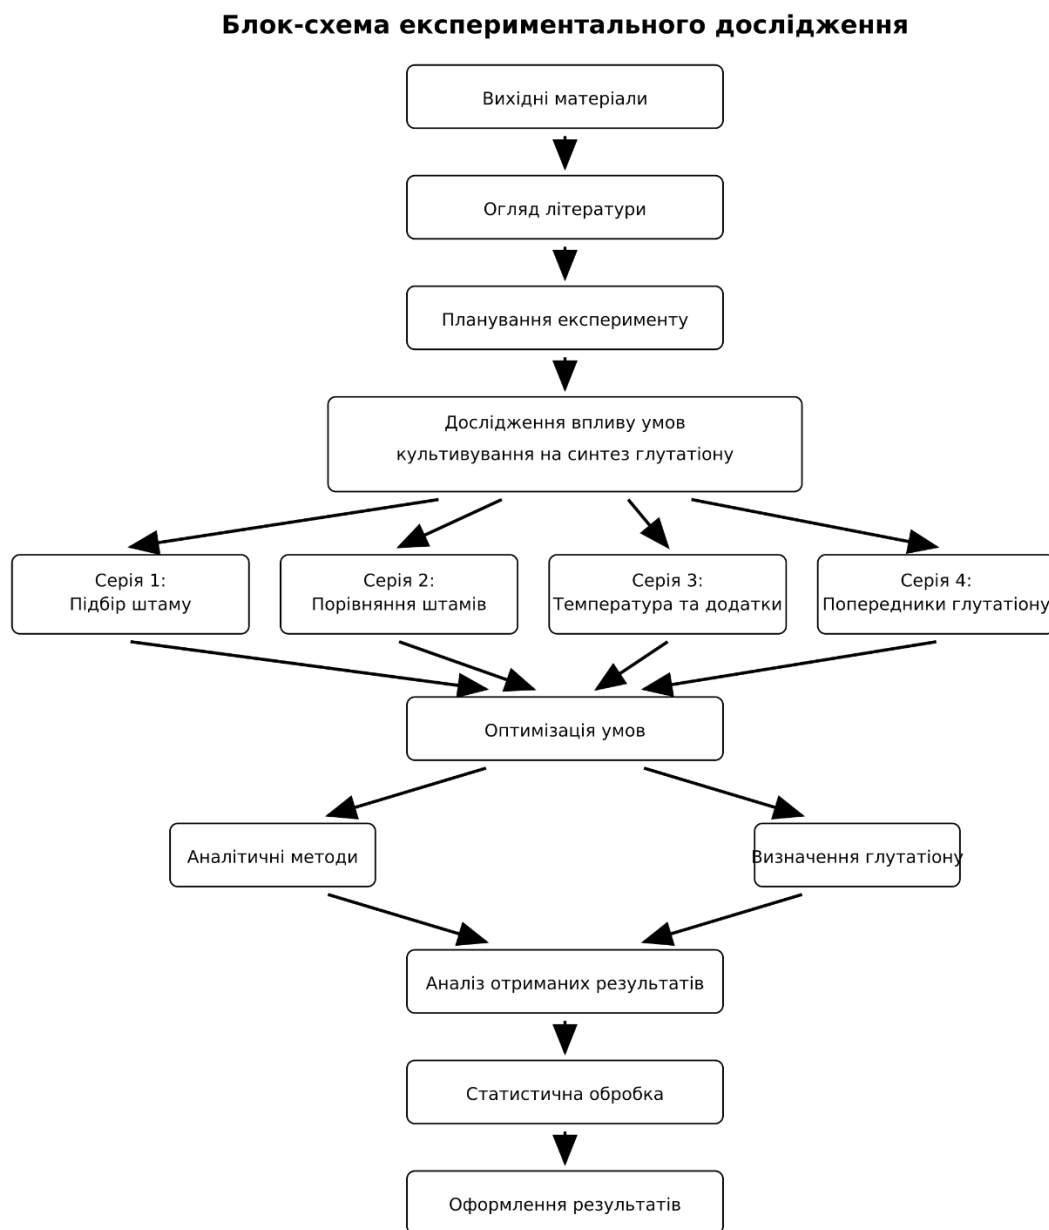 Блок-схема експериментального дослідження
Вихідні матеріали
Огляд літератури
Планування експерименту
Дослідження впливу умов
культивування на синтез глутатіону
Серія 1:
Підбір штаму
Серія 2:
Порівняння штамів
Серія 3:
Температура та додатки
Серія 4:
Попередники глутатіону
Оптимізація умов
Аналітичні методи
Визначення глутатіону
Аналіз отриманих результатів
Статистична обробка
Оформлення результатів